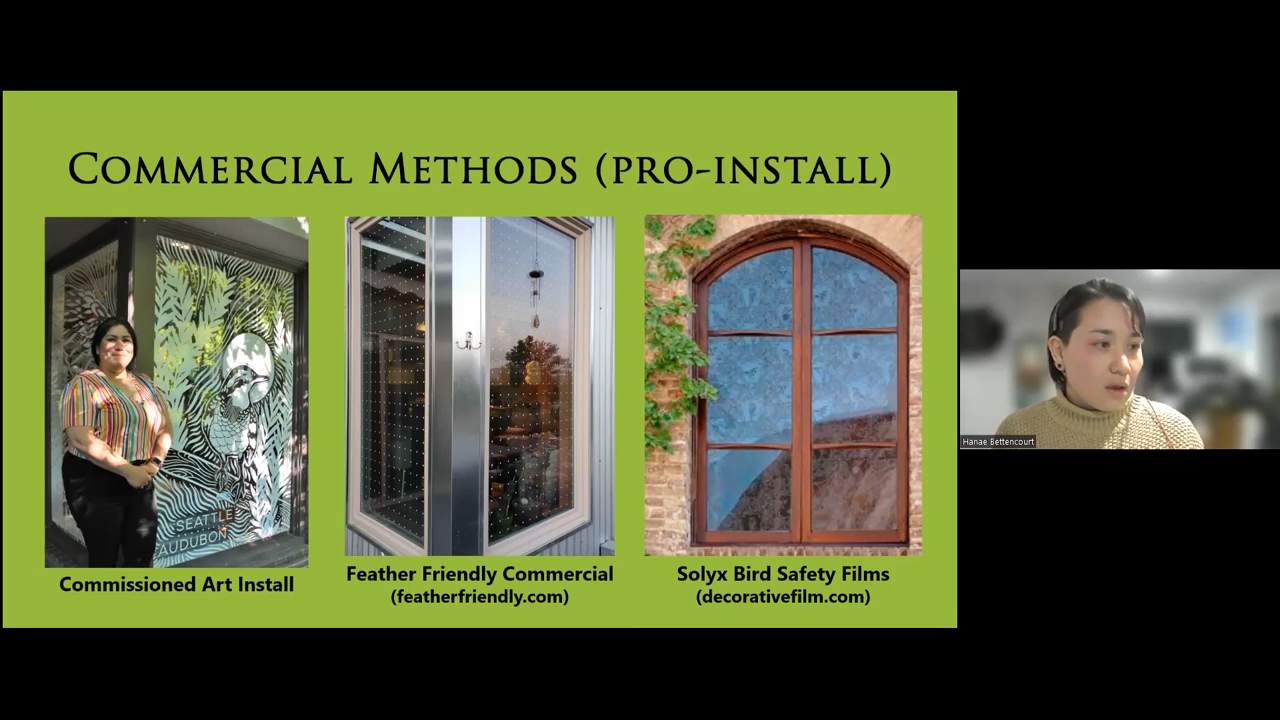 Commercial Methods (pro-install)
SEATTLE
AUDUBON
Commissioned Art Install
Feather Friendly Commercial
(featherfriendly.com)
Solyx Bird Safety Films
(decorativefilm.com)
Hanae Bettencourt